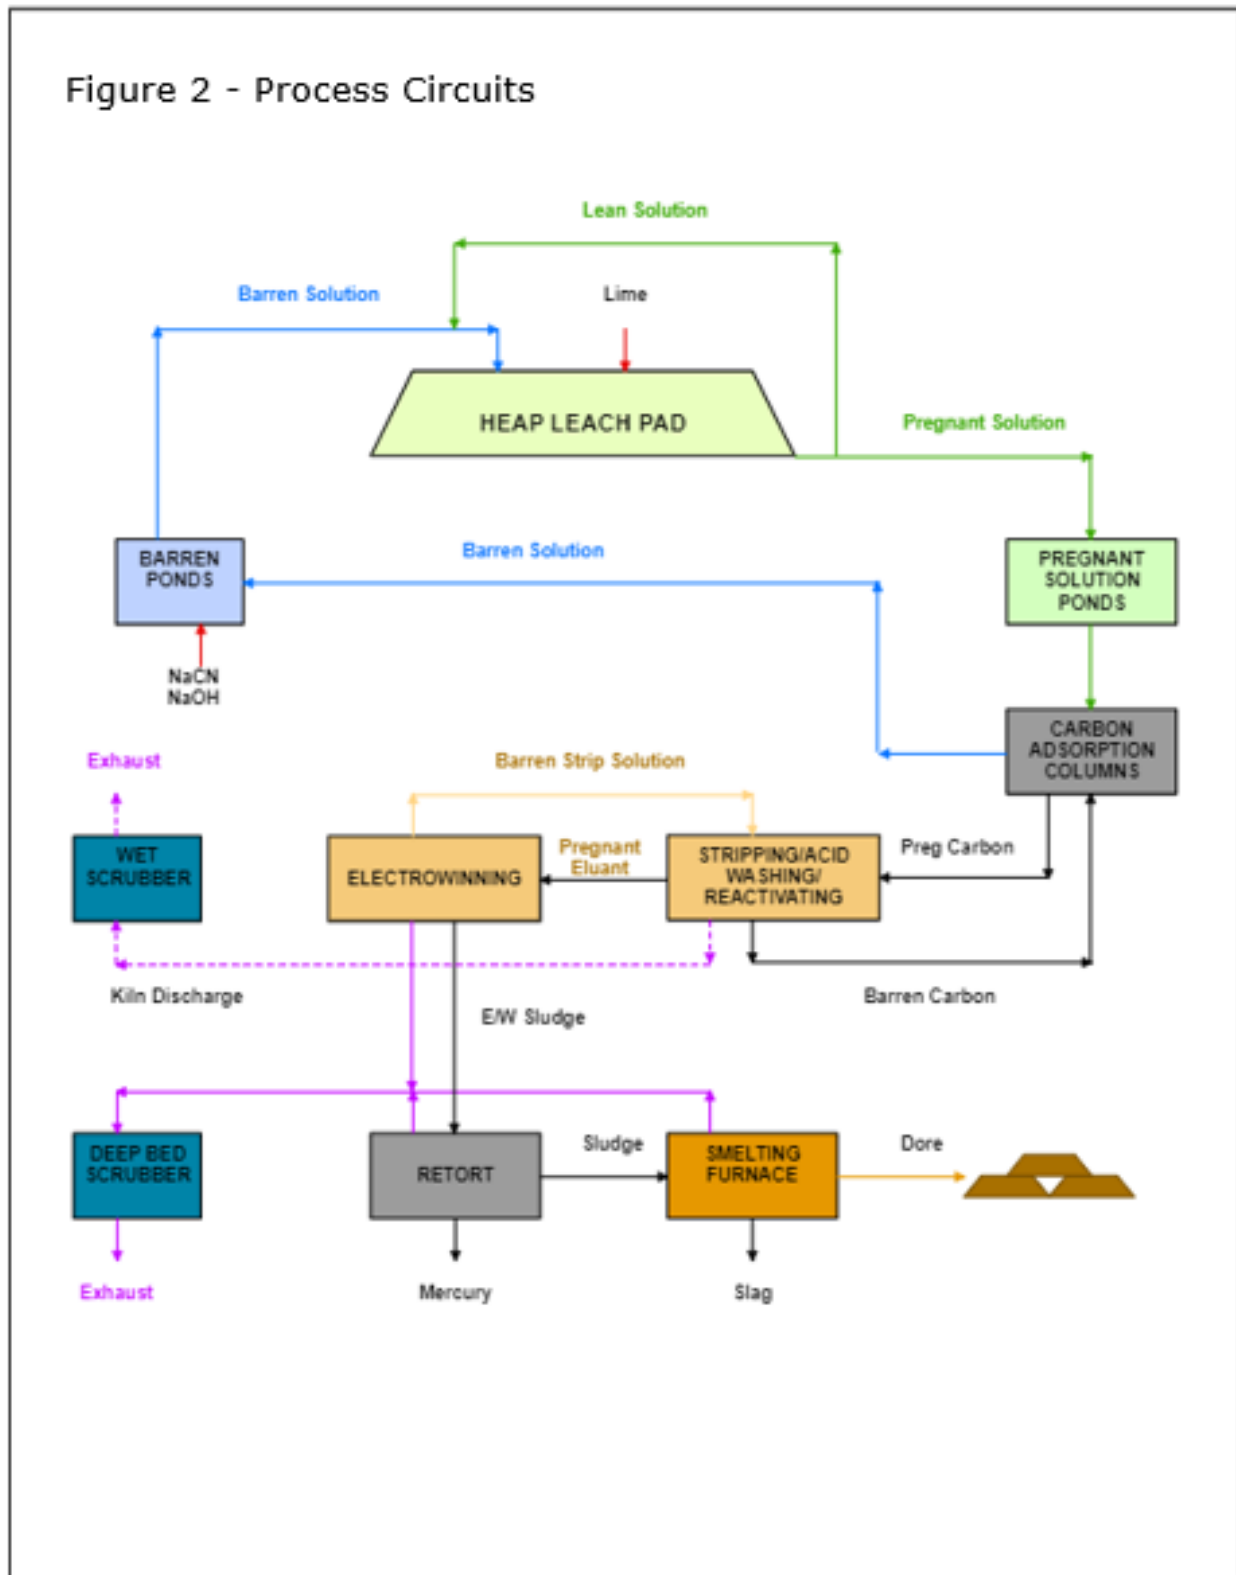 Figure 2 - Process Circuits
Lean Solution
Barren Solution
Lime
HEAP LEACH PAD
Pregnant Solution
BARREN
PONDS
Barren Solution
PREGNANT
SOLUTION
PONDS
NaCN
NaOH
CARBON
ADSORPTION
COLUMNS
Exhaust
Barren Strip Solution
WET
SCRUBBER
ELECTROWINNING
Pregnant
Eluant
STRIPPING/ACID
WASHING/
REACTIVATING
Preg Carbon
Kiln Discharge
Barren Carbon
E/W Sludge
DEEP BED
SCRUBBER
RETORT
Sludge
SMELTING
FURNACE
Dore
Exhaust
Mercury
Slag